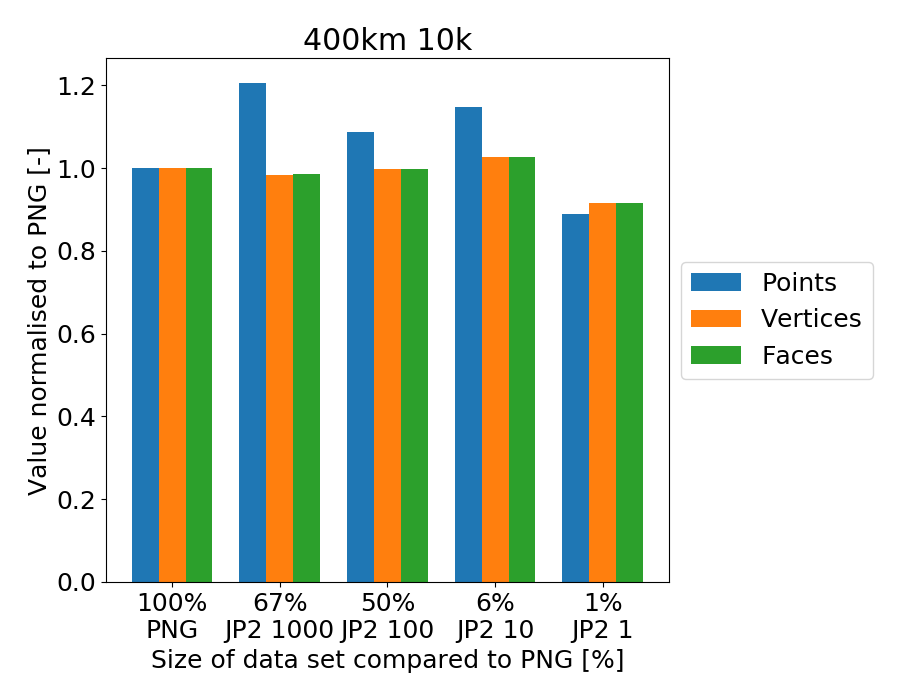 400km 10k
Value normalised to PNG [-]
1.2
1.0
0.8
0.6
0.4
0.2
0.0
100% 67% 50% 6% 1%
PNG JP2 1000 JP2 100 JP2 10 JP2 1
Size of data set compared to PNG [%]
Points
Vertices
Faces